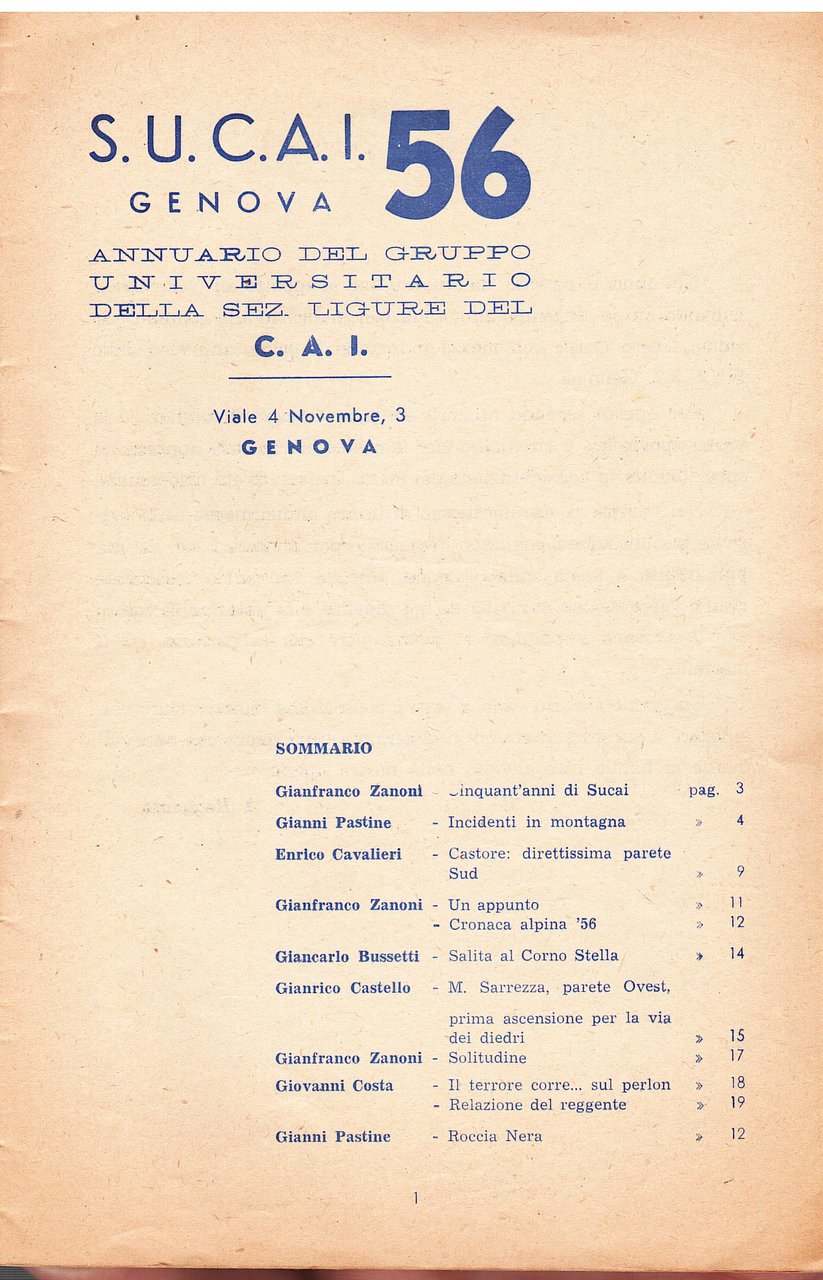 S.U.C.A.I. 56
GENOVA
ANNUARIO DEL GRUPPO
UNIVERSITARIO
DELLA SEZ. LIGURE DEL
C. A. I.
Viale 4 Novembre, 3
GENOVA
SOMMARIO
Gianfranco Zanoni - Cinquant'anni di Sucai pag. 3
Gianni Pastine - Incidenti in montagna » 4
Enrico Cavalieri - Castore: direttissima parete
Sud » 9
Gianfranco Zanoni - Un appunto » 11
- Cronaca alpina '56 » 12
Giancarlo Bussetti - Salita al Corno Stella » 14
Gianrico Castello - M. Sarrezza, parete Ovest,
prima ascensione per la via
dei diedri » 15
Gianfranco Zanoni - Solitudine » 17
Giovanni Costa - Il terrore corre... sul perlon » 18
- Relazione del reggente » 19
Gianni Pastine - Roccia Nera » 12
1